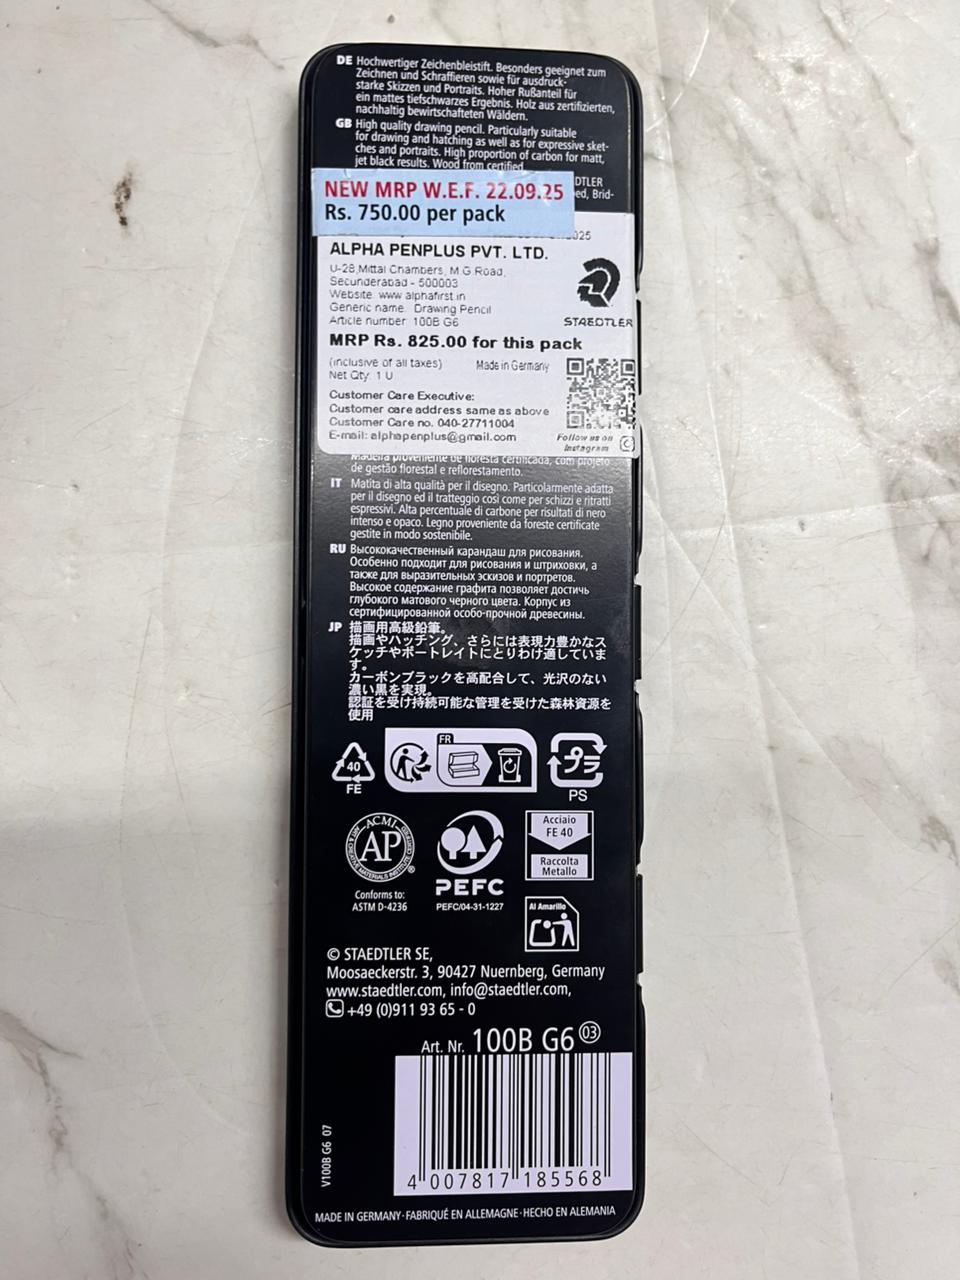 DE Hochwertiger Zeichenbleistift. Besonders geeignet zum
Zeichnen und Schraffieren sowie für ausdruck-
starke Skizzen und Portraits. Hoher Rußanteil für
ein mattes tiefschwarzes Ergebnis. Holz aus zertifizierten,
nachhaltig bewirtschafteten Wäldern.
GB High quality drawing pencil. Particularly suitable
for drawing and hatching as well as for expressive sket-
ches and portraits. High proportion of carbon for matt,
jet black results. Wood from certified
NEW MRP W.E.F. 22.09.25
Rs. 750.00 per pack
ALPHA PENPLUS PVT. LTD.
U-28,Mittal Chambers, M.G.Road,
Secunderabad - 500003
Website: www.alphafirst.in
Generic name: Drawing Pencil
Article number: 100B G6
STAEDTLER
MRP Rs. 825.00 for this pack
(inclusive of all taxes) Made in Germany
Net Qty: 1 U
Customer Care Executive:
Customer care address same as above
Customer Care no. 040-27711004
E-mail: alphapenplus@gmail.com
Follow us on
Instagram
Madeira proveniente de floresta certificada, com projeto
de gestão florestal e reflorestamento.
IT Matita di alta qualità per il disegno. Particolarmente adatta
per il disegno ed il tratteggio così come per schizzi e ritratti
espressivi. Alta percentuale di carbone per risultati di nero
intenso e opaco. Legno proveniente da foreste certificate
gestite in modo sostenibile.
RU Высококачественный карандаш для рисования.
Особенно подходит для рисования и штриховки, а
также для выразительных эскизов и портретов.
Высокое содержание графита позволяет достичь
глубокого матового черного цвета. Корпус из
сертифицированной особо-прочной древесины.
JP 描画用高級鉛筆。
描画やハッチング、さらには表現力豊かなス
ケッチやポートレイトにとりわけ適していま
す。
カーボンブラックを高配合して、光沢のない
濃い黒を実現。
認証を受け持続可能な管理を受けた森林資源を
使用
40
FE
FR
プラ
PS
ACMI
AP
ART & CREATIVE MATERIALS INSTITUTE CERTIFIED
®
Conforms to:
ASTM D-4236
PEFC
PEFC/04-31-1227
Acciaio
FE 40
Raccolta
Metallo
Al Amarillo
© STAEDTLER SE,
Moosaeckerstr. 3, 90427 Nuernberg, Germany
www.staedtler.com, info@staedtler.com,
+49 (0)911 93 65 - 0
Art. Nr. 100B G6 03
V100B G6 07
4 007817 185568
MADE IN GERMANY·FABRIQUÉ EN ALLEMAGNE·HECHO EN ALEMANIA